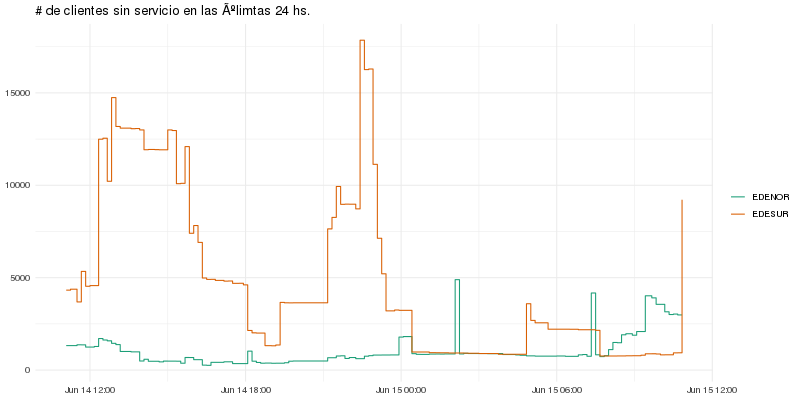 # de clientes sin servicio en las Ãºlimtas 24 hs.
15000
10000
5000
0
Jun 14 12:00
Jun 14 18:00
Jun 15 00:00
Jun 15 06:00
Jun 15 12:00
EDENOR
EDESUR